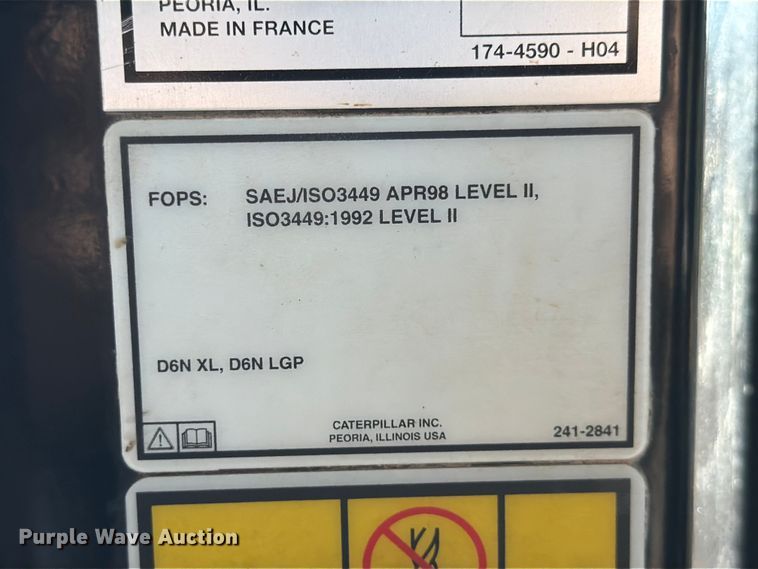 PEORIA, IL.
MADE IN FRANCE
174-4590 - H04
FOPS: SAEJ/ISO3449 APR98 LEVEL II,
ISO3449:1992 LEVEL II
D6N XL, D6N LGP
CATERPILLAR INC.
PEORIA, ILLINOIS USA
241-2841
Purple Wave Auction